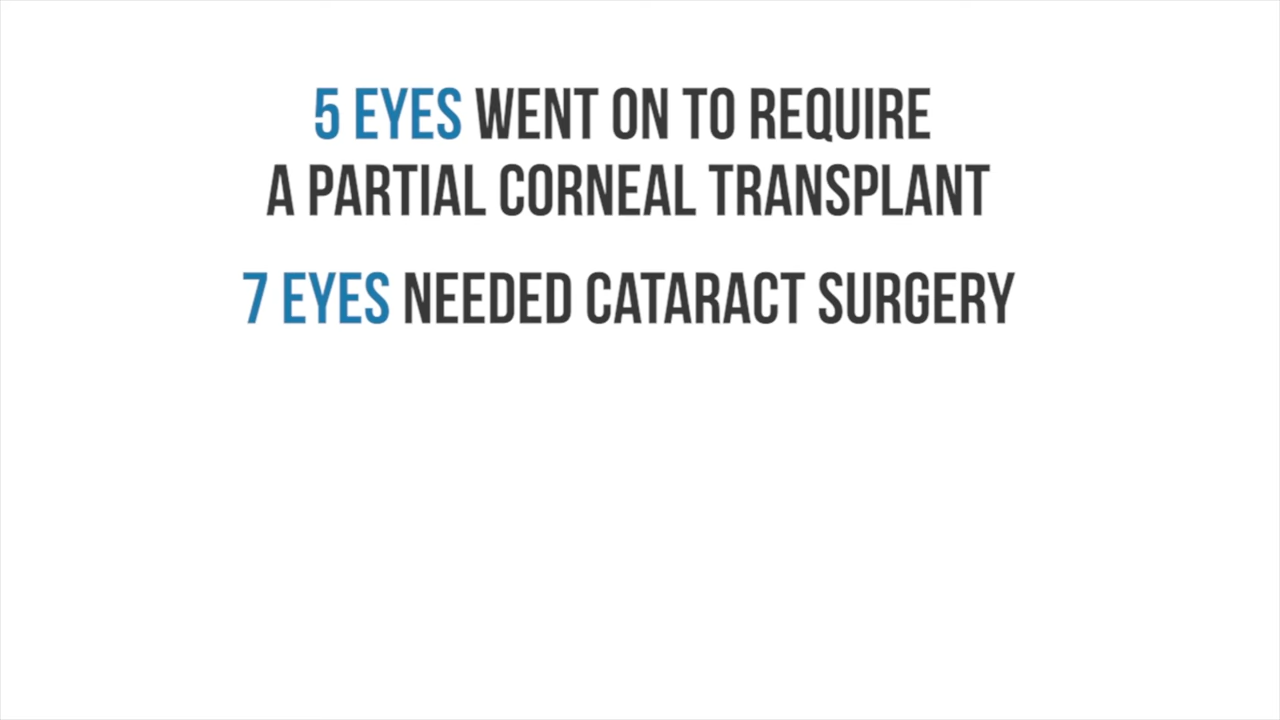 5 EYES WENT ON TO REQUIRE
A PARTIAL CORNEAL TRANSPLANT
7 EYES NEEDED CATARACT SURGERY